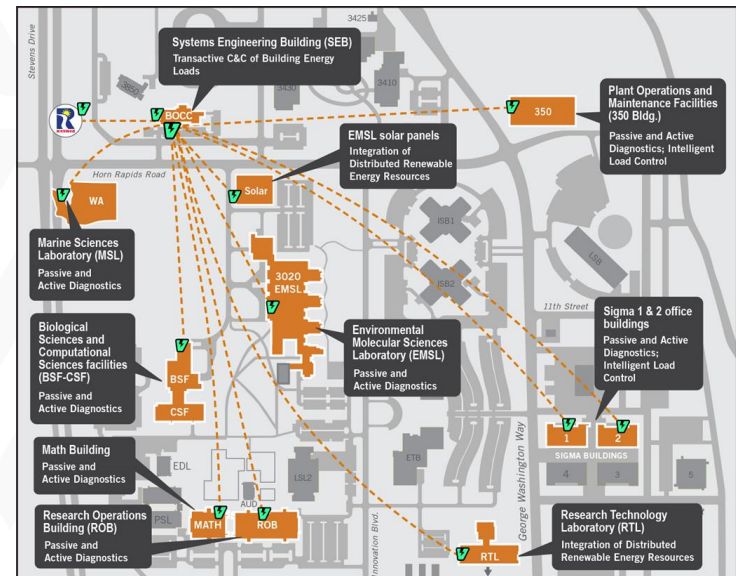 Stevens Drive
3425
Systems Engineering Building (SEB)
Transactive C&C of Building Energy
Loads
3850
3430
3410
BOCC
350
Plant Operations and
Maintenance Facilities
(350 Bldg.)
Passive and Active
Diagnostics; Intelligent
Load Control
R
RICHLAND
EMSL solar panels
Integration of
Distributed Renewable
Energy Resources
Horn Rapids Road
WA
Solar
ISB1
Marine Sciences
Laboratory (MSL)
Passive and
Active Diagnostics
LSB
3020
EMSL
ISB2
11th Street
Sigma 1 & 2 office
buildings
Passive and Active
Diagnostics;
Intelligent Load
Control
Biological
Sciences and
Computational
Sciences facilities
(BSF-CSF)
Passive and
Active Diagnostics
Environmental
Molecular Sciences
Laboratory (EMSL)
Passive and
Active Diagnostics
BSF
CSF
1
2
SIGMA BUILDINGS
4
3
5
Math Building
Passive and
Active Diagnostics
EDL
LSL2
ETB
George Washington Way
PSL
AUD
Research Operations
Building (ROB)
Passive and
Active Diagnostics
MATH
ROB
Innovation Blvd.
RTL
Research Technology
Laboratory (RTL)
Integration of Distributed
Renewable Energy Resources